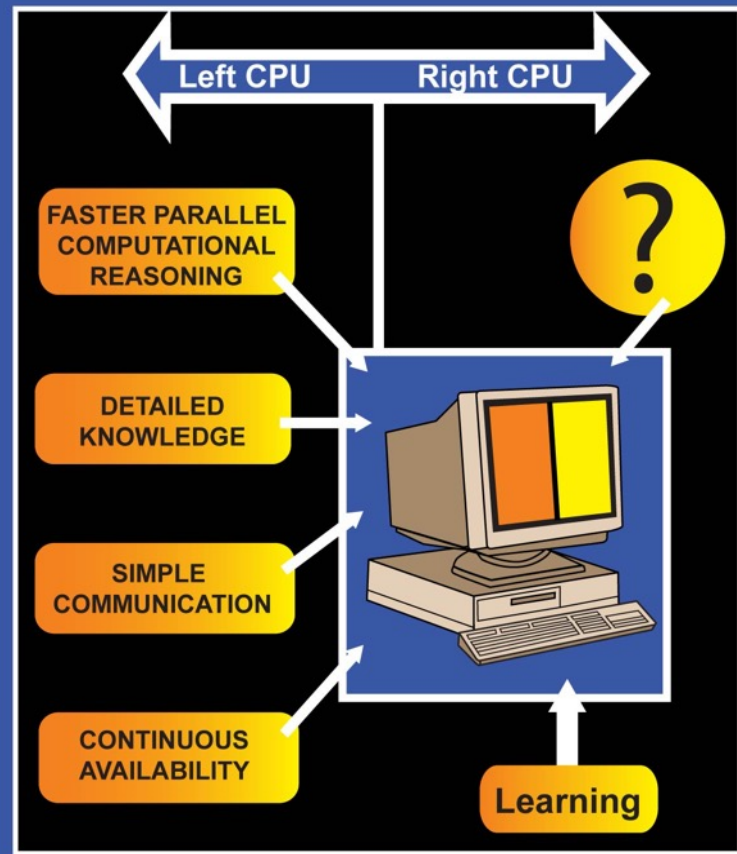 Left CPU
Right CPU
FASTER PARALLEL
COMPUTATIONAL
REASONING
?
DETAILED
KNOWLEDGE
SIMPLE
COMMUNICATION
CONTINUOUS
AVAILABILITY
Learning